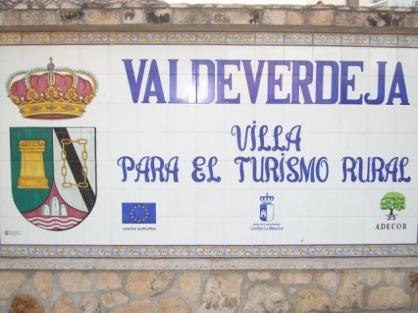 VALDEVERDEJA
VILLA
PARA EL TURISMO RURAL
UNIÓN EUROPEA
Castilla-La Mancha
ADECOR